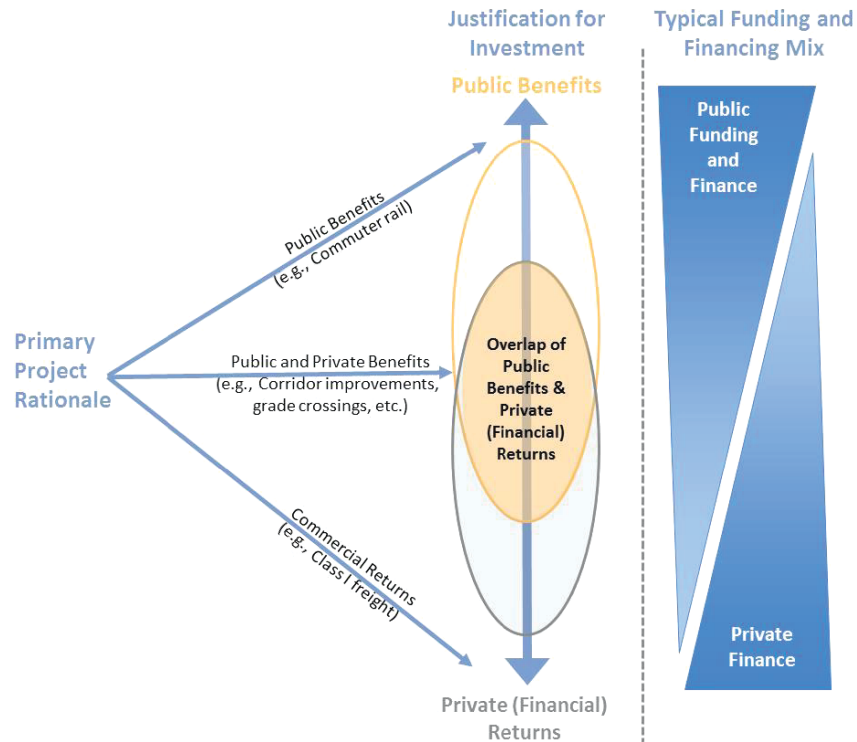 Justification for
Investment
Typical Funding and
Financing Mix
Public Benefits
Public
Funding
and
Finance
Public Benefits
(e.g., Commuter rail)
Primary
Project
Rationale
Public and Private Benefits
(e.g., Corridor improvements,
grade crossings, etc.)
Overlap of
Public
Benefits &
Private
(Financial)
Returns
Commercial Returns
(e.g., Class I freight)
Private
Finance
Private (Financial)
Returns